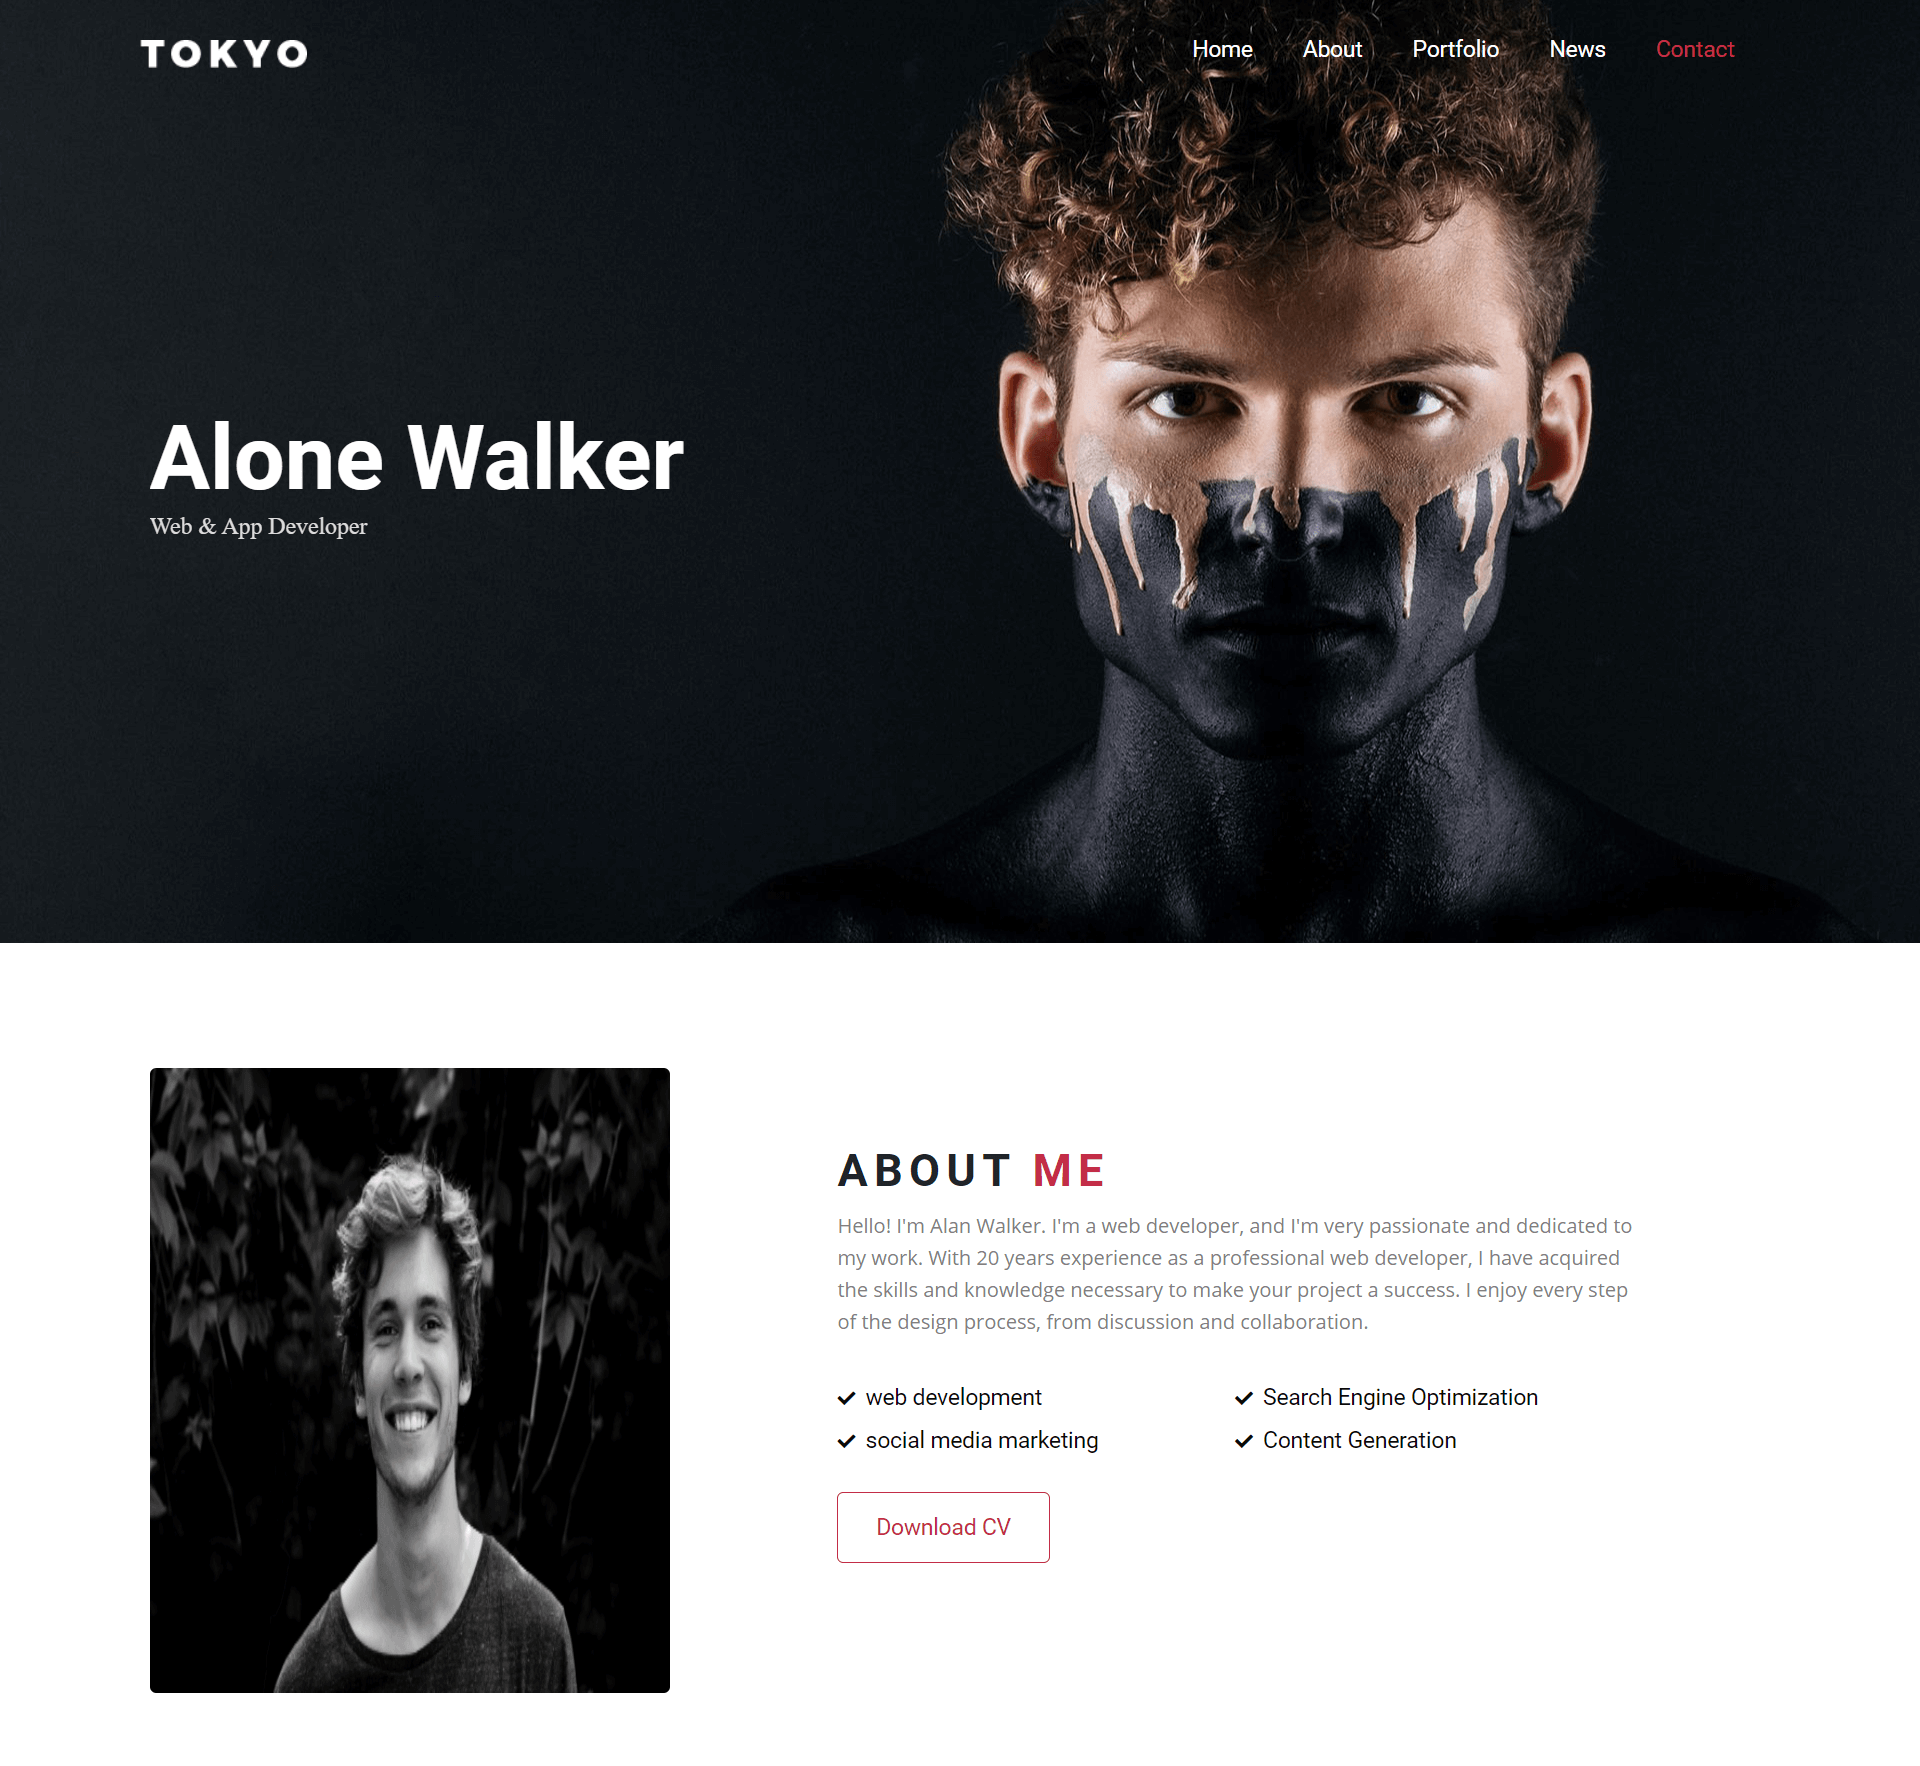 TOKYO
Home About Portfolio News Contact
Alone Walker
Web & App Developer
ABOUT ME
Hello! I'm Alan Walker. I'm a web developer, and I'm very passionate and dedicated to
my work. With 20 years experience as a professional web developer, I have acquired
the skills and knowledge necessary to make your project a success. I enjoy every step
of the design process, from discussion and collaboration.
web development
Search Engine Optimization
social media marketing
Content Generation
Download CV